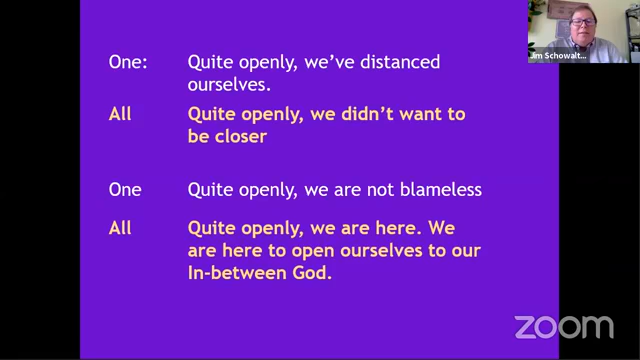 Jim Schowalt...
One: Quite openly, we've distanced
ourselves.
All Quite openly, we didn't want to
be closer
One Quite openly, we are not blameless
All Quite openly, we are here. We
are here to open ourselves to our
In-between God.
zoom